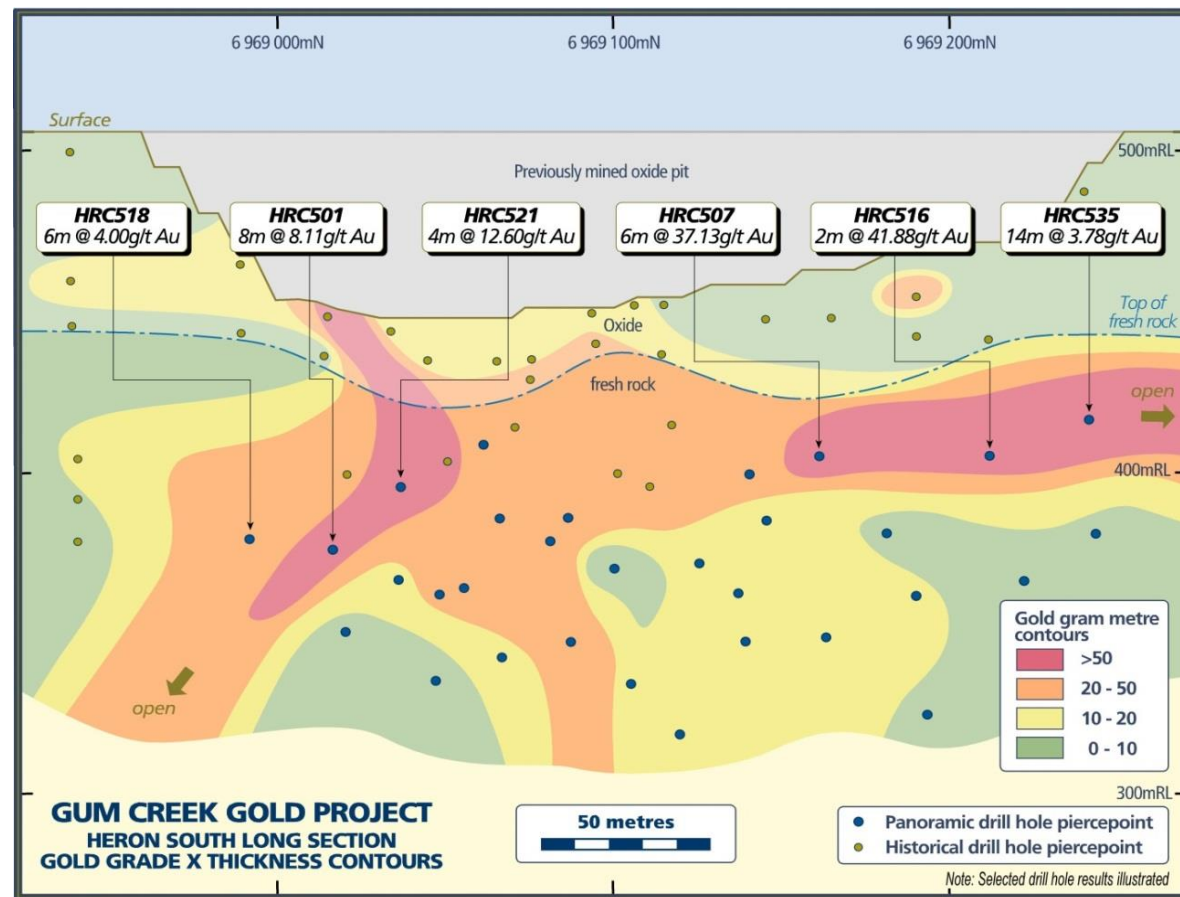 6 969 000mN
6 969 100mN
6 969 200mN
Surface
500mRL
Previously mined oxide pit
HRC518
6m @ 4.00g/t Au
HRC501
8m @ 8.11g/t Au
HRC521
4m @ 12.60g/t Au
HRC507
6m @ 37.13g/t Au
HRC516
2m @ 41.88g/t Au
HRC535
14m @ 3.78g/t Au
Top of
fresh rock
Oxide
fresh rock
open
400mRL
open
Gold gram metre
contours
>50
20 - 50
10 - 20
0 - 10
300mRL
GUM CREEK GOLD PROJECT
HERON SOUTH LONG SECTION
GOLD GRADE X THICKNESS CONTOURS
50 metres
Panoramic drill hole piercepoint
Historical drill hole piercepoint
Note: Selected drill hole results illustrated